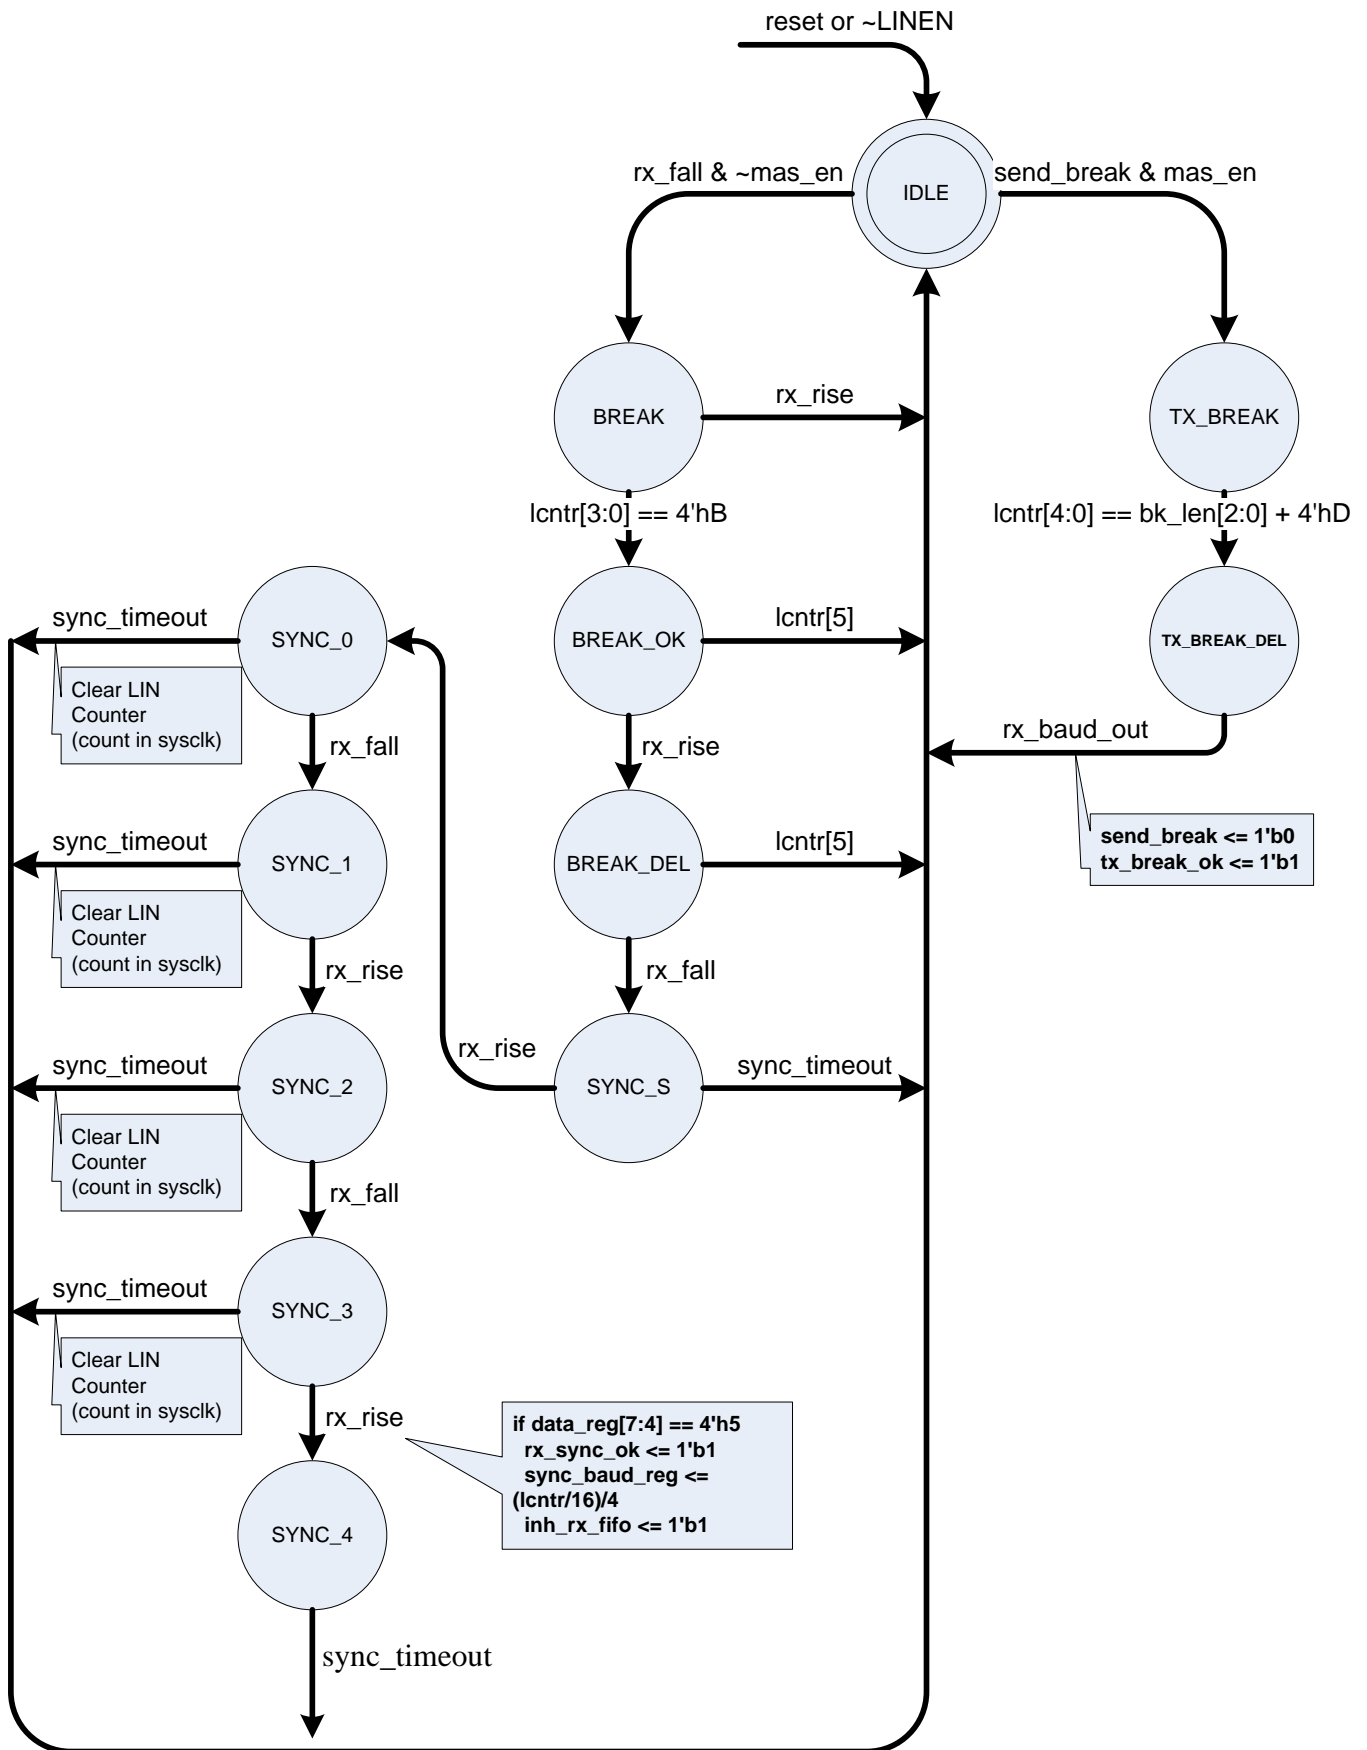 reset or ~LINEN
rx_fall & ~mas_en
IDLE
send_break & mas_en
BREAK
rx_rise
TX_BREAK
lcntr[3:0] == 4'hB
lcntr[4:0] == bk_len[2:0] + 4'hD
sync_timeout
SYNC_0
BREAK_OK
lcntr[5]
TX_BREAK_DEL
Clear LIN
Counter
(count in sysclk)
rx_fall
rx_rise
rx_baud_out
sync_timeout
SYNC_1
BREAK_DEL
lcntr[5]
send_break <= 1'b0
tx_break_ok <= 1'b1
Clear LIN
Counter
(count in sysclk)
rx_rise
rx_fall
sync_timeout
SYNC_2
rx_rise
SYNC_S
sync_timeout
Clear LIN
Counter
(count in sysclk)
rx_fall
sync_timeout
SYNC_3
Clear LIN
Counter
(count in sysclk)
rx_rise
if data_reg[7:4] == 4'h5
rx_sync_ok <= 1'b1
sync_baud_reg <=
(lcntr/16)/4
inh_rx_fifo <= 1'b1
SYNC_4
sync_timeout